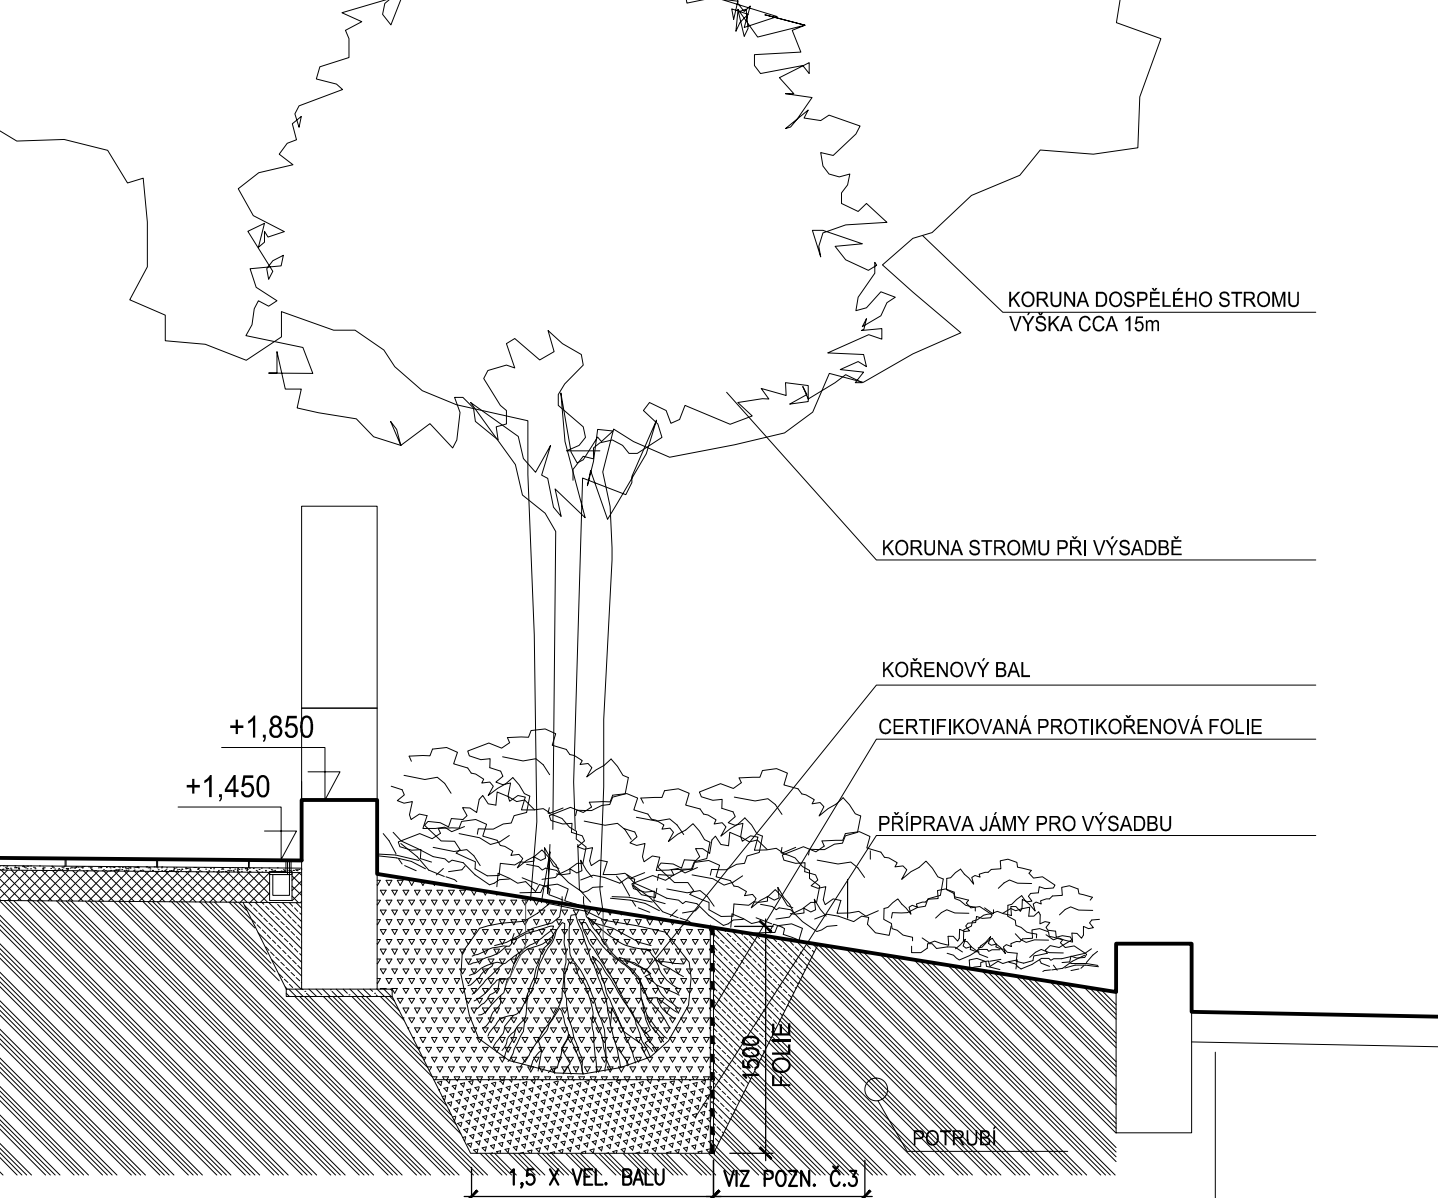 KORUNA DOSPĚLÉHO STROMU
VÝŠKA CCA 15m
KORUNA STROMU PŘI VÝSADBĚ
KOŘENOVÝ BAL
+1,850
CERTIFIKOVANÁ PROTIKOŘENOVÁ FOLIE
+1,450
PŘÍPRAVA JÁMY PRO VÝSADBU
1500
FOLIE
POTRUBÍ
1,5 X VEL. BALU
VIZ POZN. Č.3